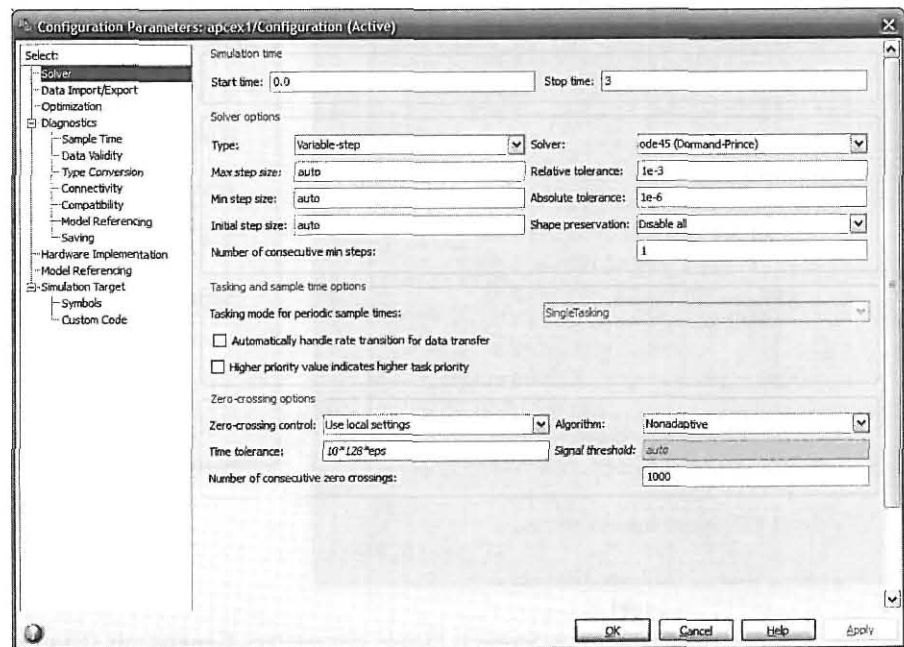 Configuration Parameters: apcex1/Configuration (Active)
Select:
Solver
Data Import/Export
Optimization
Diagnostics
Sample Time
Data Validity
Type Conversion
Connectivity
Compatibility
Model Referencing
Saving
Hardware Implementation
Model Referencing
Simulation Target
Symbols
Custom Code
Simulation time
Start time: 0.0 Stop time: 3
Solver options
Type: Variable-step Solver: ode45 (Dormand-Prince)
Max step size: auto Relative tolerance: 1e-3
Min step size: auto Absolute tolerance: 1e-6
Initial step size: auto Shape preservation: Disable all
Number of consecutive min steps: 1
Tasking and sample time options
Tasking mode for periodic sample times: SingleTasking
Automatically handle rate transition for data transfer
Higher priority value indicates higher task priority
Zero-crossing options
Zero-crossing control: Use local settings Algorithm: Nonadaptive
Time tolerance: 10*128*eps Signal threshold: auto
Number of consecutive zero crossings: 1000
OK Cancel Help Apply